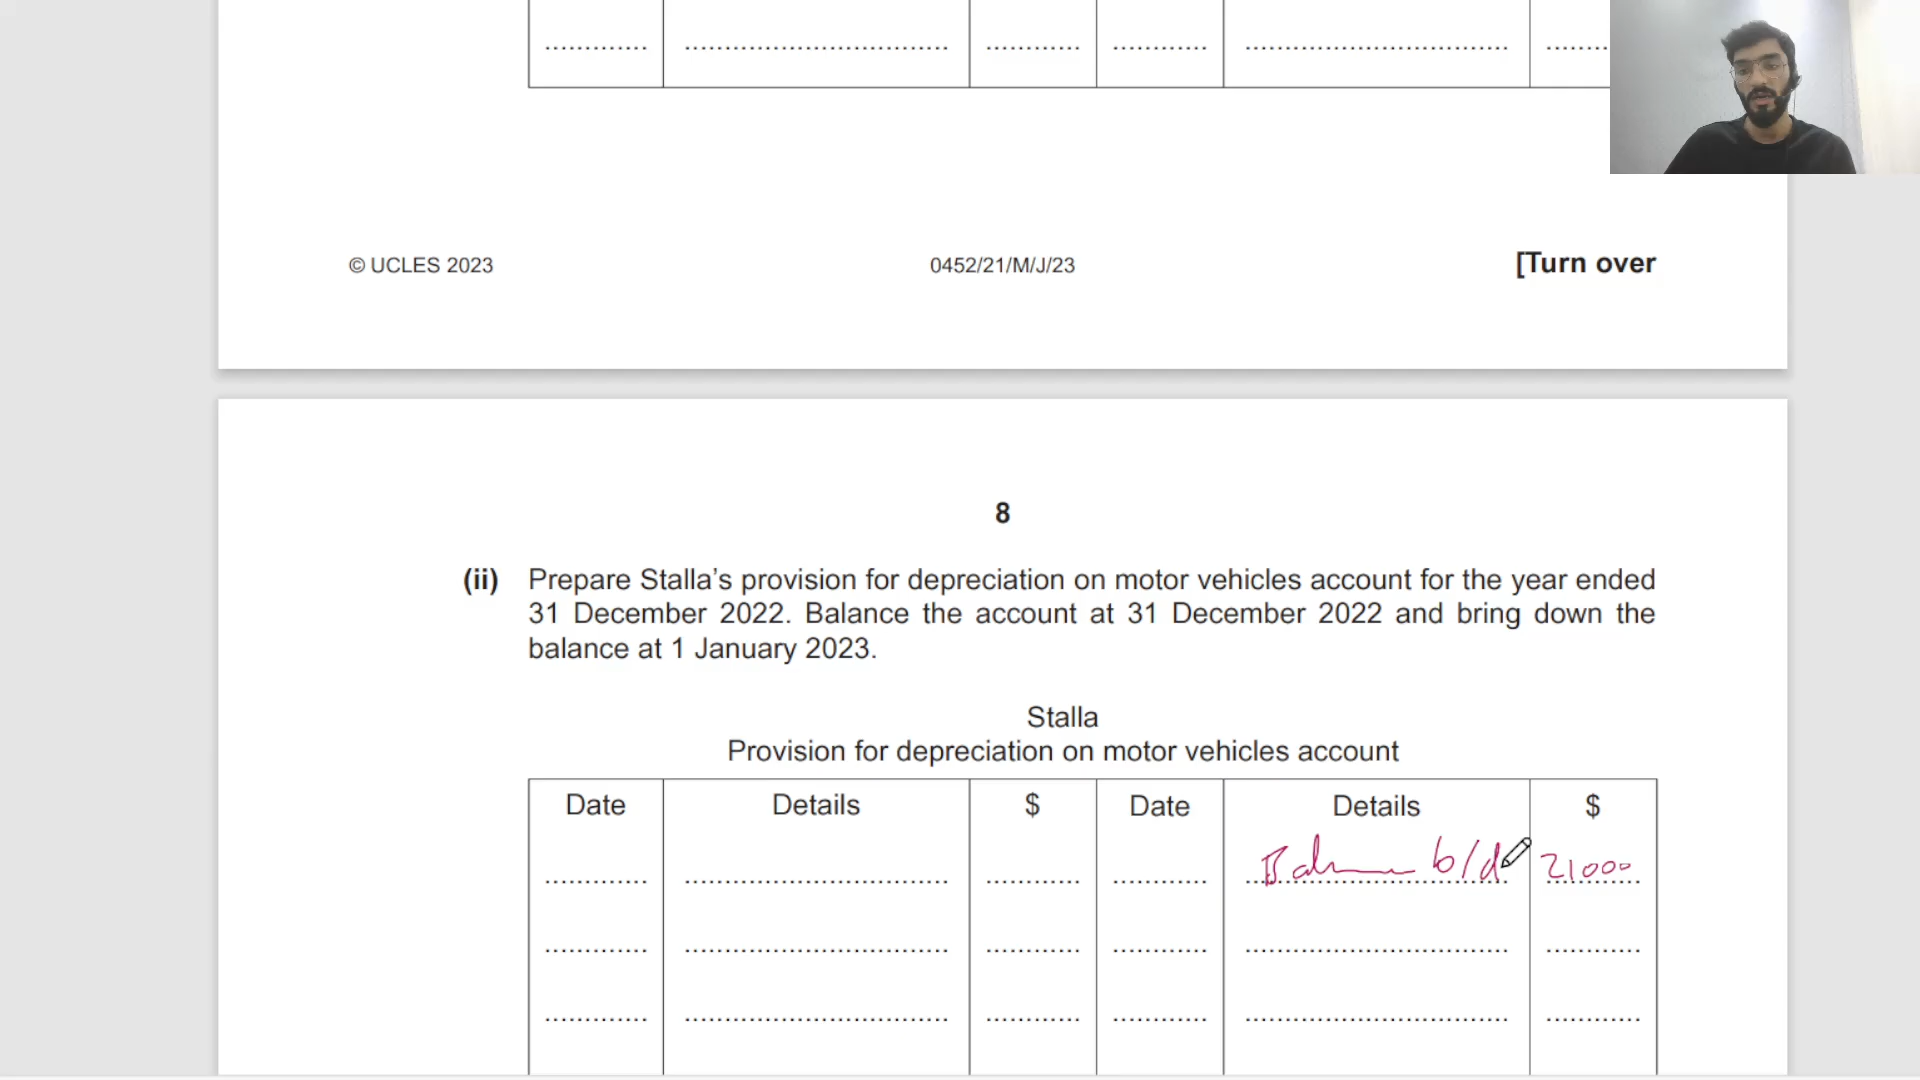 © UCLES 2023
0452/21/M/J/23
[Turn over
8
(ii) Prepare Stalla’s provision for depreciation on motor vehicles account for the year ended
31 December 2022. Balance the account at 31 December 2022 and bring down the
balance at 1 January 2023.
Stalla
Provision for depreciation on motor vehicles account
Date Details $ Date Details $
Balance b/d 21000